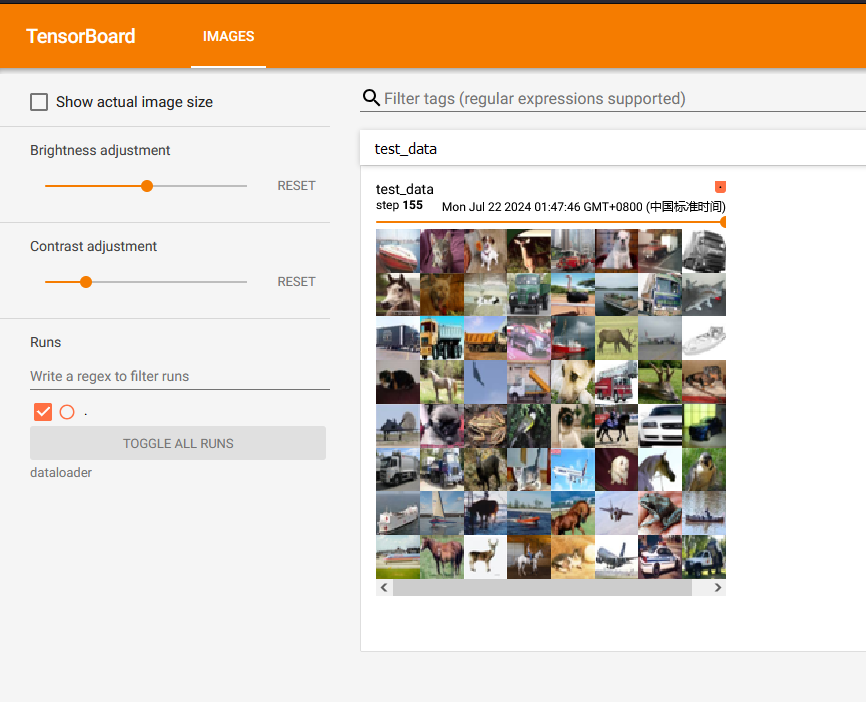 TensorBoard
IMAGES
Show actual image size
Filter tags (regular expressions supported)
Brightness adjustment
RESET
Contrast adjustment
RESET
Runs
Write a regex to filter runs
.
TOGGLE ALL RUNS
dataloader
test_data
test_data
step 155
Mon Jul 22 2024 01:47:46 GMT+0800 (中国标准时间)